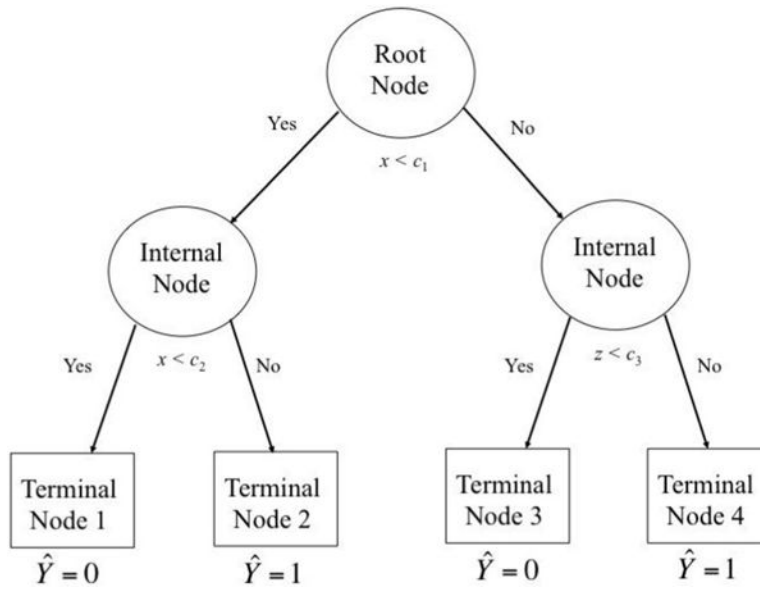 Root
Node
Yes
No
x < c₁
Internal
Node
Internal
Node
Yes
x < c₂
No
Yes
z < c₃
No
Terminal
Node 1
Terminal
Node 2
Terminal
Node 3
Terminal
Node 4
Ŷ = 0
Ŷ = 1
Ŷ = 0
Ŷ = 1